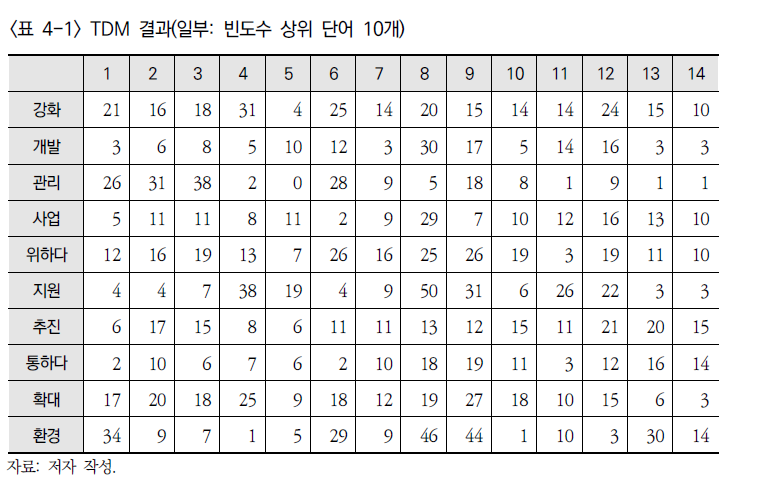 〈표 4-1〉 TDM 결과(일부: 빈도수 상위 단어 10개)
1 2 3 4 5 6 7 8 9 10 11 12 13 14
강화 21 16 18 31 4 25 14 20 15 14 14 24 15 10
개발 3 6 8 5 10 12 3 30 17 5 14 16 3 3
관리 26 31 38 2 0 28 9 5 18 8 1 9 1 1
사업 5 11 11 8 11 2 9 29 7 10 12 16 13 10
위하다 12 16 19 13 7 26 16 25 26 19 3 19 11 10
지원 4 4 7 38 19 4 9 50 31 6 26 22 3 3
추진 6 17 15 8 6 11 11 13 12 15 11 21 20 15
통하다 2 10 6 7 6 2 10 18 19 11 3 12 16 14
확대 17 20 18 25 9 18 12 19 27 18 10 15 6 3
환경 34 9 7 1 5 29 9 46 44 1 10 3 30 14
자료: 저자 작성.